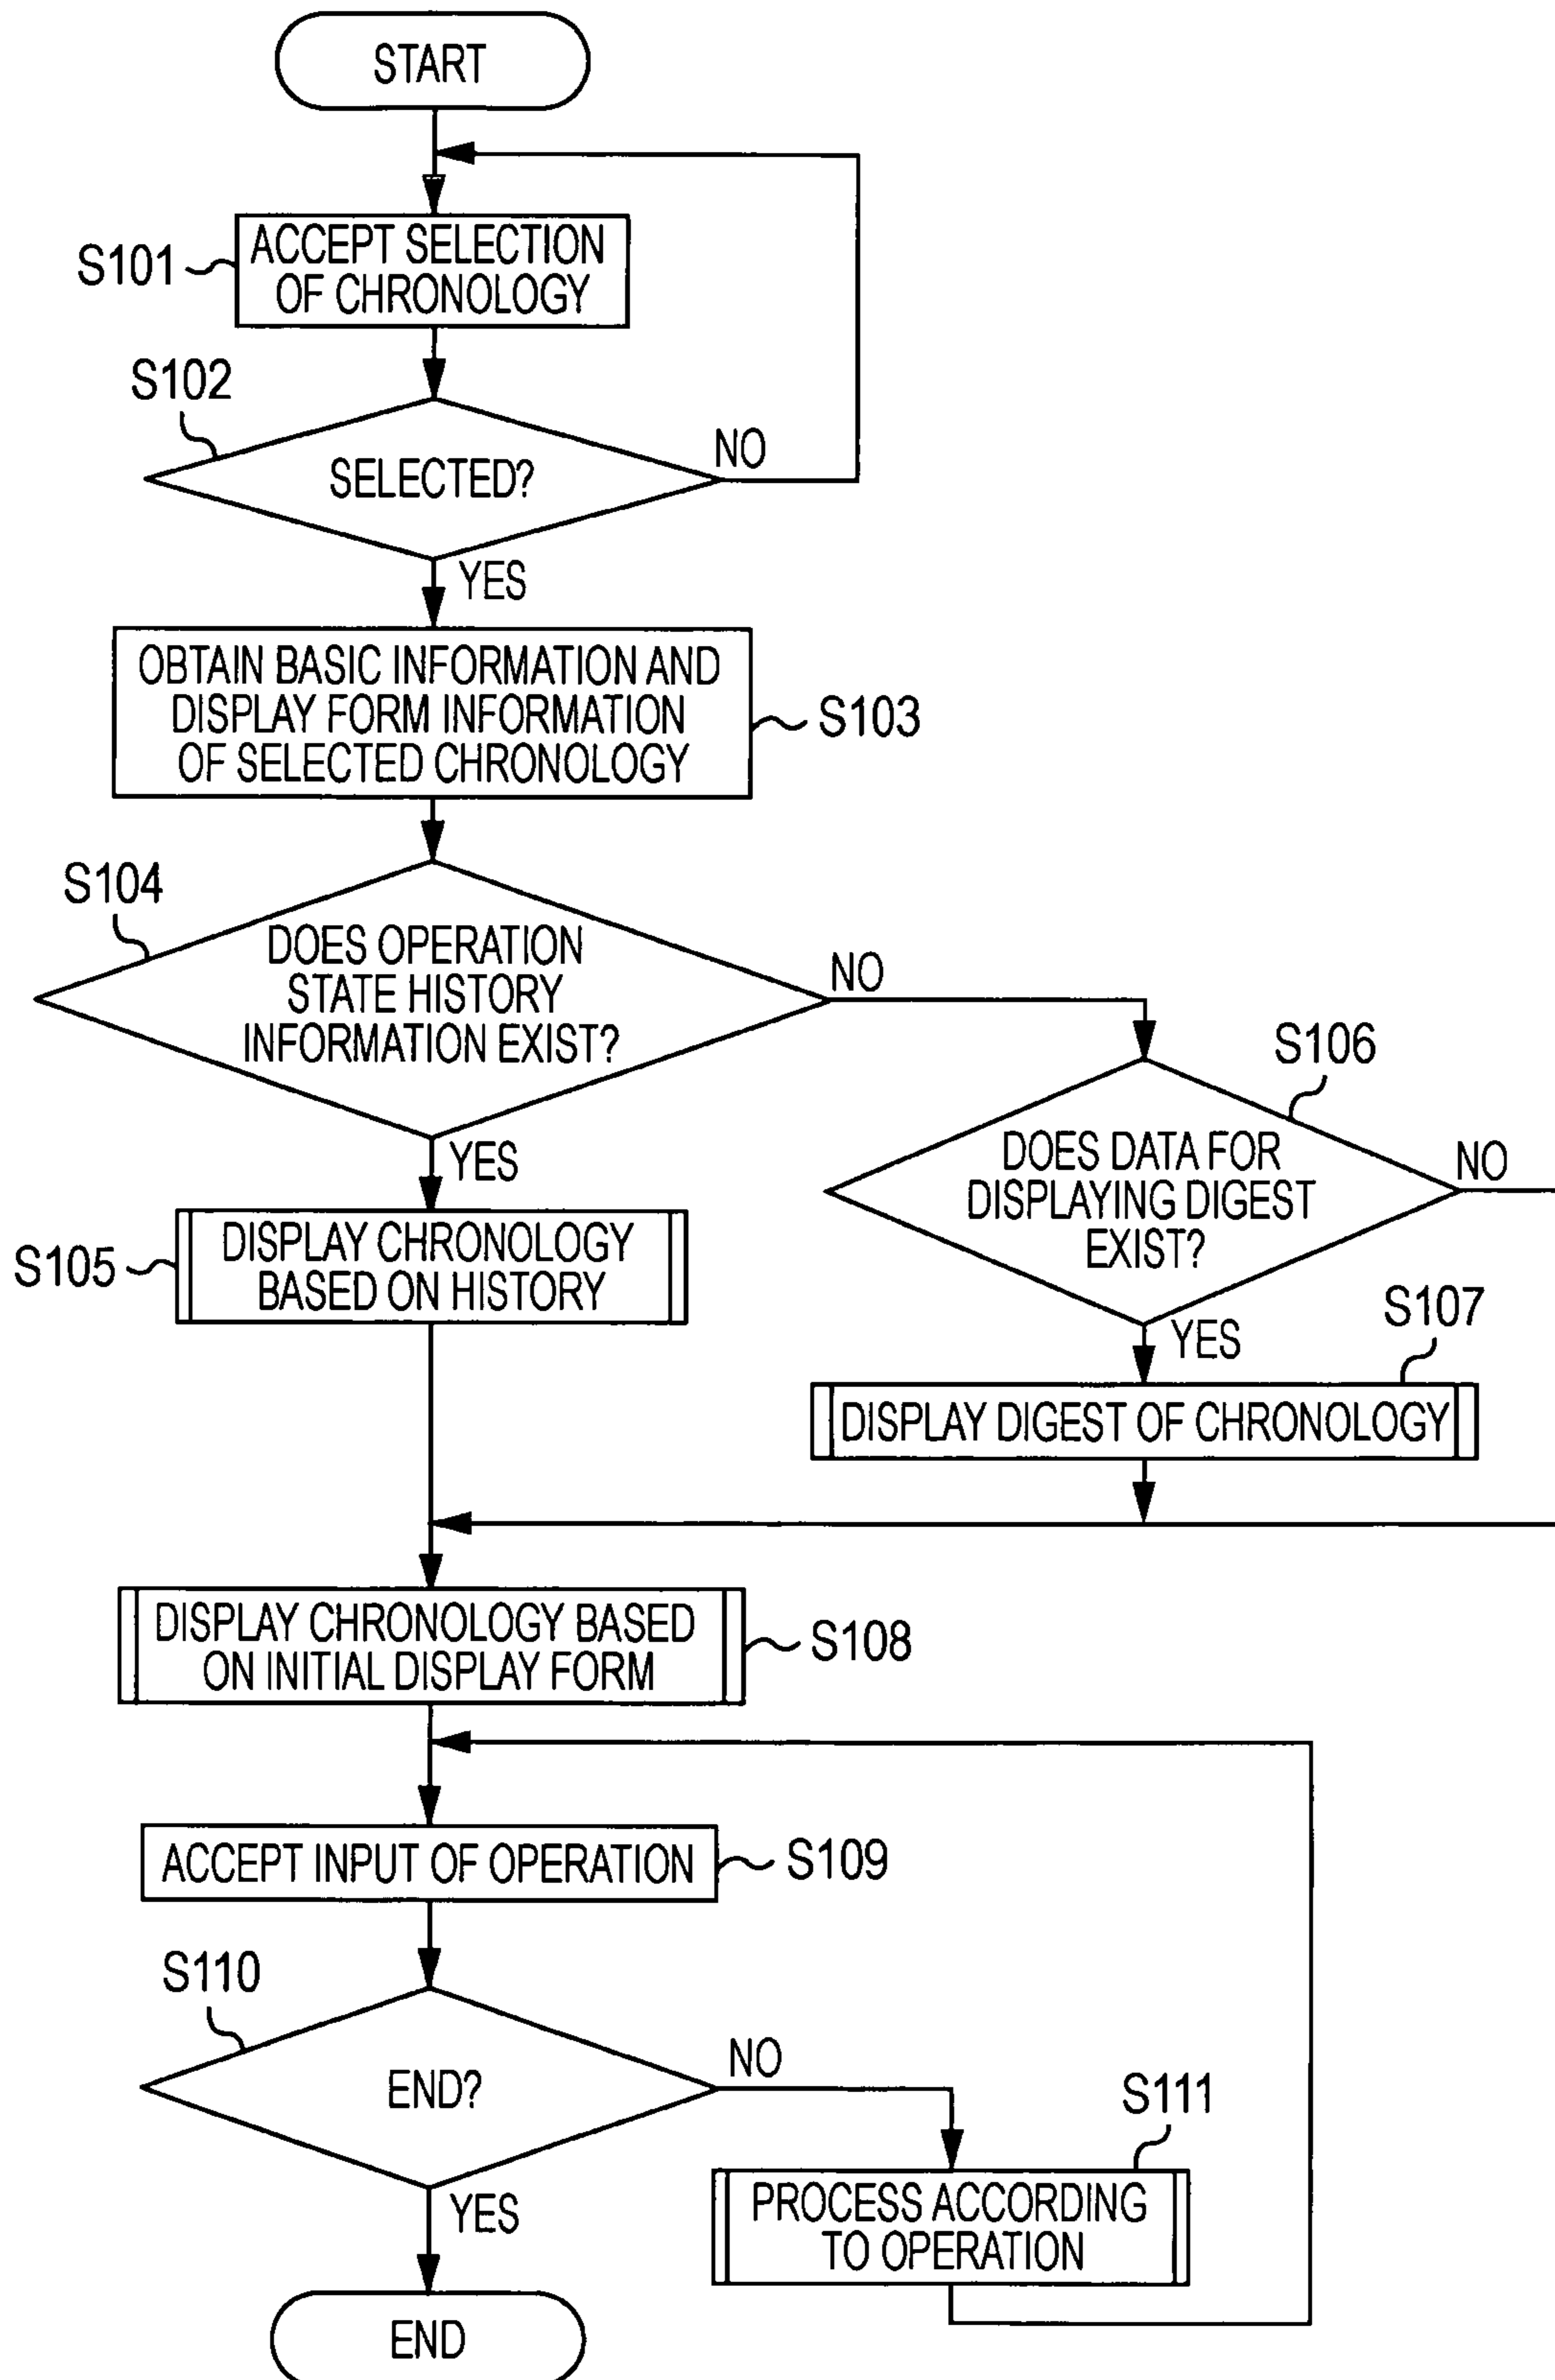 START
S101
ACCEPT SELECTION
OF CHRONOLOGY
S102
SELECTED?
NO
YES
OBTAIN BASIC INFORMATION AND
DISPLAY FORM INFORMATION
OF SELECTED CHRONOLOGY
S103
S104
DOES OPERATION
STATE HISTORY
INFORMATION EXIST?
NO
YES
S106
DOES DATA FOR
DISPLAYING DIGEST
EXIST?
NO
YES
S105
DISPLAY CHRONOLOGY
BASED ON HISTORY
S107
DISPLAY DIGEST OF CHRONOLOGY
DISPLAY CHRONOLOGY BASED
ON INITIAL DISPLAY FORM
S108
ACCEPT INPUT OF OPERATION
S109
S110
END?
NO
YES
S111
PROCESS ACCORDING
TO OPERATION
END